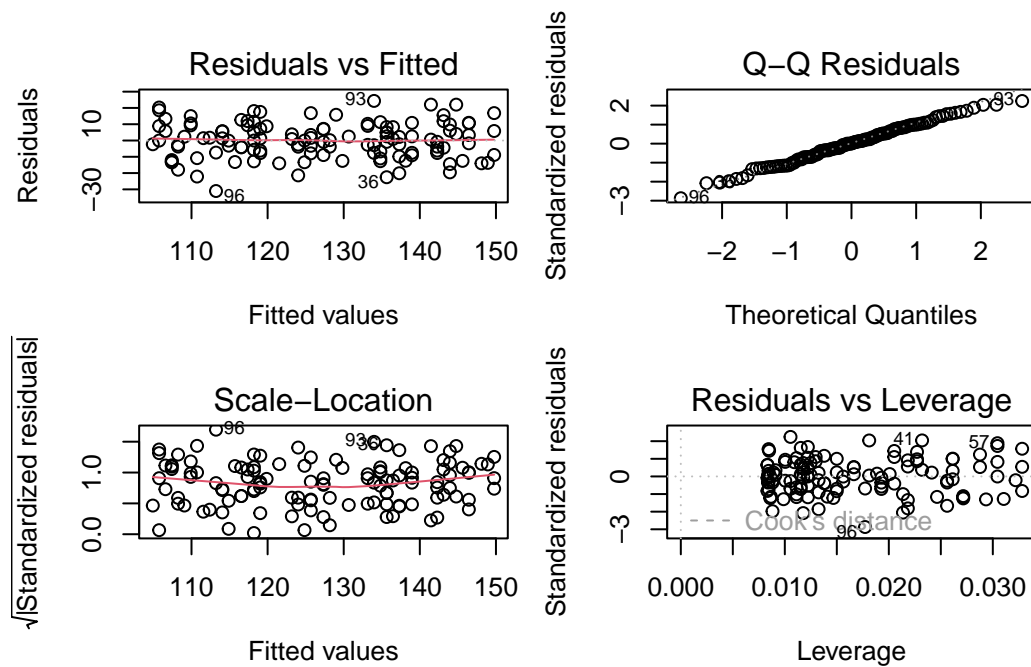 Residuals vs Fitted
Residuals
10
−30
93
36
96
110 120 130 140 150
Fitted values
Q−Q Residuals
Standardized residuals
2
0
−3
93
96
−2 −1 0 1 2
Theoretical Quantiles
Scale−Location
√|Standardized residuals|
1.0
0.0
96
93
36
110 120 130 140 150
Fitted values
Residuals vs Leverage
Standardized residuals
0
−3
41
57
Cook's distance
96
0.000 0.010 0.020 0.030
Leverage